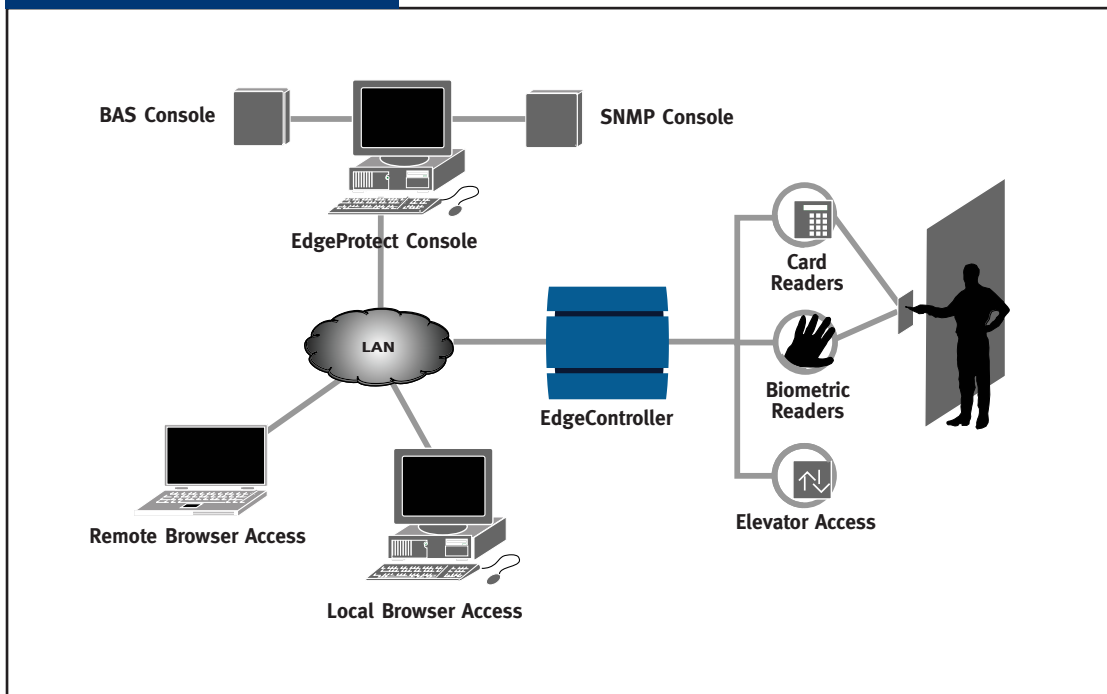 BAS Console
SNMP Console
EdgeProtect Console
Card
Readers
LAN
Biometric
Readers
EdgeController
Elevator Access
Remote Browser Access
Local Browser Access